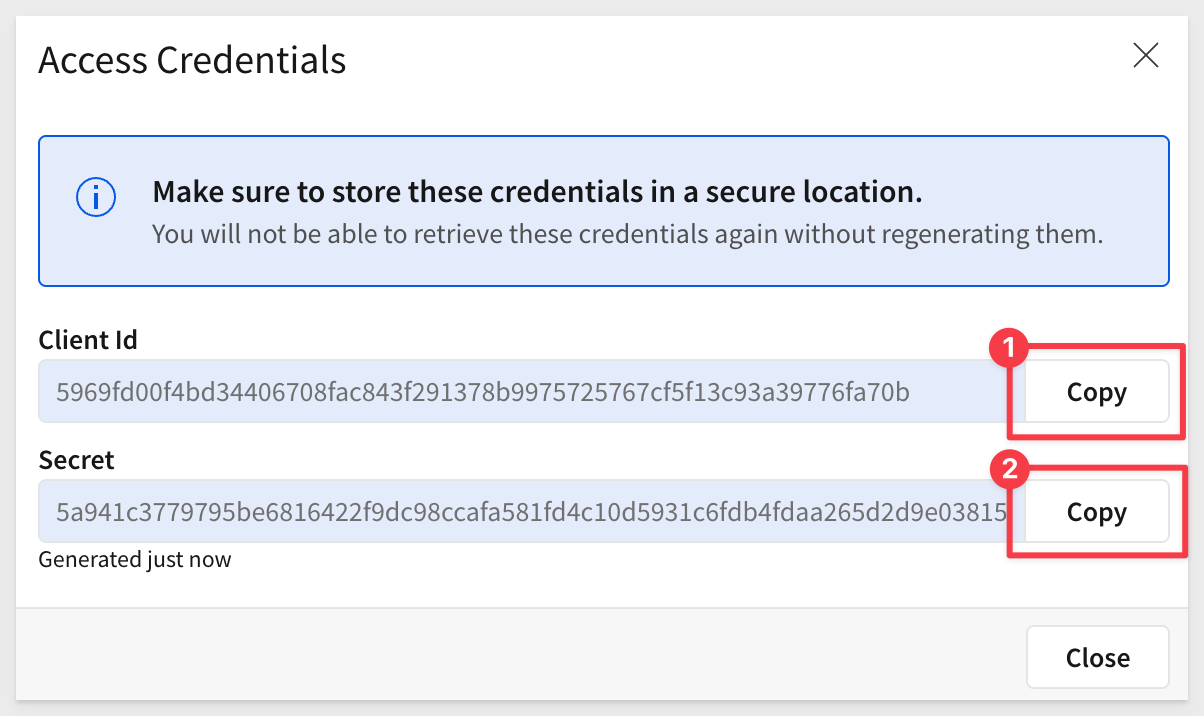 Access Credentials
Make sure to store these credentials in a secure location.
You will not be able to retrieve these credentials again without regenerating them.
Client Id
1
5969fd00f4bd34406708fac843f291378b9975725767cf5f13c93a39776fa70b
Copy
Secret
2
5a941c3779795be6816422f9dc98ccafa581fd4c10d5931c6fdb4fdaa265d2d9e03815
Copy
Generated just now
Close